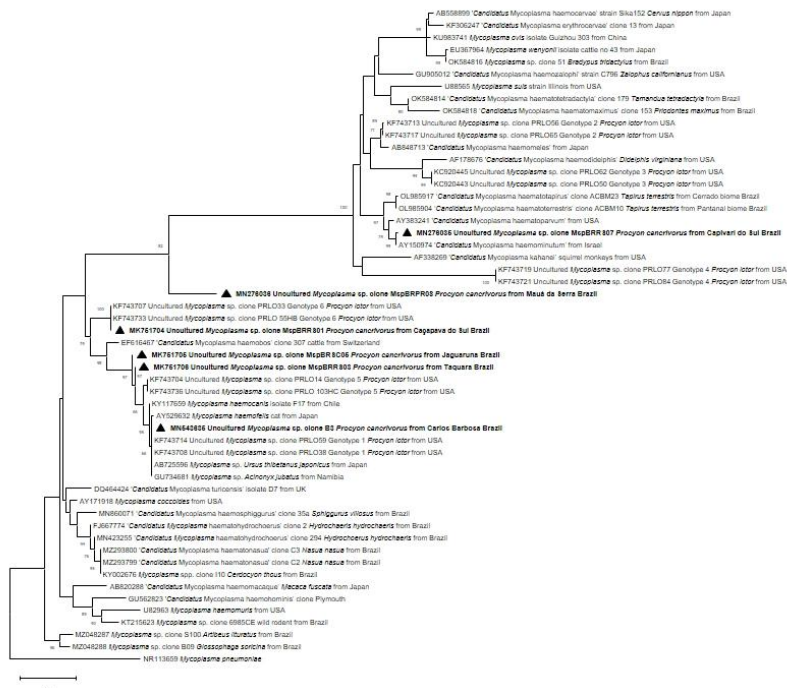 AB558899 'Candidatus Mycoplasma haemocervae' strain Sika152 Cervus nippon from Japan
KF306247 'Candidatus Mycoplasma erythrocervae' clone 13 from Japan
KU983741 Mycoplasma ovis isolate Guizhou 303 from China
EU367964 Mycoplasma wenyonii isolate cattle no 43 from Japan
OK584816 Mycoplasma sp. clone 51 Bradypus tridactylus from Brazil
GU905012 'Candidatus Mycoplasma haemozalophi' strain C796 Zalophus californianus from USA
U88565 Mycoplasma suis strain Illinois from USA
OK584814 'Candidatus Mycoplasma haematotetradactyla' clone 179 Tamandua tetradactyla from Brazil
OK584818 'Candidatus Mycoplasma haematomaximus' clone 153 Priodontes maximus from Brazil
KF743713 Uncultured Mycoplasma sp. clone PRLO56 Genotype 2 Procyon lotor from USA
KF743717 Uncultured Mycoplasma sp. clone PRLO65 Genotype 2 Procyon lotor from USA
AB848713 'Candidatus Mycoplasma haemomeles' from Japan
AF178676 'Candidatus Mycoplasma haemodidelphis' Didelphis virginiana from USA
KC920445 Uncultured Mycoplasma sp. clone PRLO62 Genotype 3 Procyon lotor from USA
KC920443 Uncultured Mycoplasma sp. clone PRLO50 Genotype 3 Procyon lotor from USA
OL985917 'Candidatus Mycoplasma haematotapirus' clone ACBM23 Tapirus terrestris from Cerrado biome Brazil
OL985904 'Candidatus Mycoplasma haematoterrestris' clone ACBM10 Tapirus terrestris from Pantanal biome Brazil
AY383241 'Candidatus Mycoplasma haematoparvum' from USA
MN276035 Uncultured Mycoplasma sp. clone MspBRR807 Procyon cancrivorus from Capivari do Sul Brazil
AY150974 'Candidatus Mycoplasma haemominutum' from Israel
AF338269 'Candidatus Mycoplasma kahanei' squirrel monkeys from USA
KF743719 Uncultured Mycoplasma sp. clone PRLO77 Genotype 4 Procyon lotor from USA
KF743721 Uncultured Mycoplasma sp. clone PRLO84 Genotype 4 Procyon lotor from USA
MN276036 Uncultured Mycoplasma sp. clone MspBRPR08 Procyon cancrivorus from Mauá da Serra Brazil
KF743707 Uncultured Mycoplasma sp. clone PRLO33 Genotype 6 Procyon lotor from USA
KF743733 Uncultured Mycoplasma sp. clone PRLO 55HB Genotype 6 Procyon lotor from USA
MK761704 Uncultured Mycoplasma sp. clone MspBRR801 Procyon cancrivorus from Caçapava do Sul Brazil
EF616467 'Candidatus Mycoplasma haemobos' clone 307 cattle from Switzerland
MK761705 Uncultured Mycoplasma sp. clone MspBRSC05 Procyon cancrivorus from Jaguaruna Brazil
MK761706 Uncultured Mycoplasma sp. clone MspBRR803 Procyon cancrivorus from Taquara Brazil
KF743704 Uncultured Mycoplasma sp. clone PRLO14 Genotype 5 Procyon lotor from USA
KF743736 Uncultured Mycoplasma sp. clone PRLO 103HC Genotype 5 Procyon lotor from USA
KY117659 Mycoplasma haemocanis isolate F17 from Chile
AY529632 Mycoplasma haemofelis cat from Japan
MN543635 Uncultured Mycoplasma sp. clone B3 Procyon cancrivorus from Carlos Barbosa Brazil
KF743714 Uncultured Mycoplasma sp. clone PRLO59 Genotype 1 Procyon lotor from USA
KF743708 Uncultured Mycoplasma sp. clone PRLO38 Genotype 1 Procyon lotor from USA
AB725596 Mycoplasma sp. Ursus thibetanus japonicus from Japan
GU734681 Mycoplasma sp. Acinonyx jubatus from Namibia
DQ464424 'Candidatus Mycoplasma turicensis' isolate D7 from UK
AY171918 Mycoplasma coccoides from USA
MN860071 'Candidatus Mycoplasma haemosphiggurus' clone 35a Sphiggurus villosus from Brazil
FJ667774 'Candidatus Mycoplasma haematohydrochoerus' clone 2 Hydrochaeris hydrochaeris from Brazil
MN423255 'Candidatus Mycoplasma haematohydrochoerus' clone 294 Hydrochoerus hydrochaeris from Brazil
MZ293800 'Candidatus Mycoplasma haematonasua' clone C3 Nasua nasua from Brazil
MZ293799 'Candidatus Mycoplasma haematonasua' clone C2 Nasua nasua from Brazil
KY002676 Mycoplasma spp. clone I10 Cerdocyon thous from Brazil
AB820288 'Candidatus Mycoplasma haemomacaque' Macaca fuscata from Japan
GU562823 'Candidatus Mycoplasma haemohominis' clone Plymouth
U82963 Mycoplasma haemomuris from USA
KT215623 Mycoplasma sp. clone 6985CE wild rodent from Brazil
MZ048287 Mycoplasma sp. clone S100 Artibeus lituratus from Brazil
MZ048288 Mycoplasma sp. clone B09 Glossophaga soricina from Brazil
NR113659 Mycoplasma pneumoniae